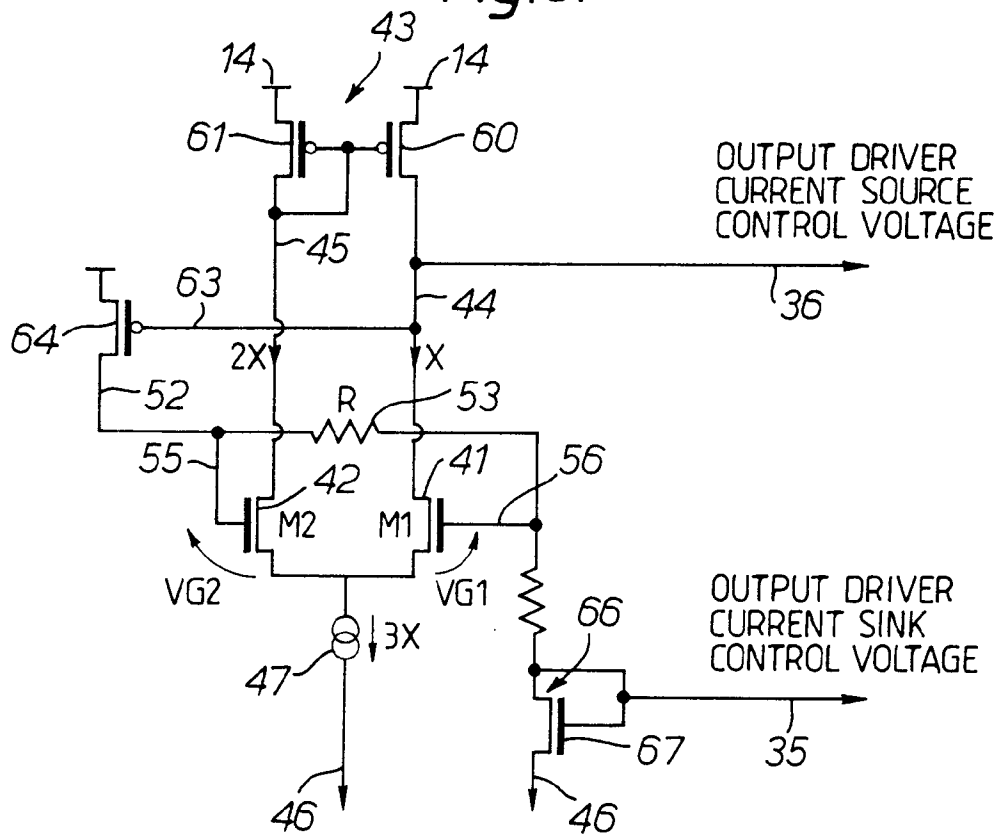 43
14
14
61
60
OUTPUT DRIVER
CURRENT SOURCE
CONTROL VOLTAGE
45
63
44
36
64
2X
X
52
R
53
55
42
41
56
M2
M1
VG2
VG1
OUTPUT DRIVER
CURRENT SINK
CONTROL VOLTAGE
3X
66
47
67
35
46
46